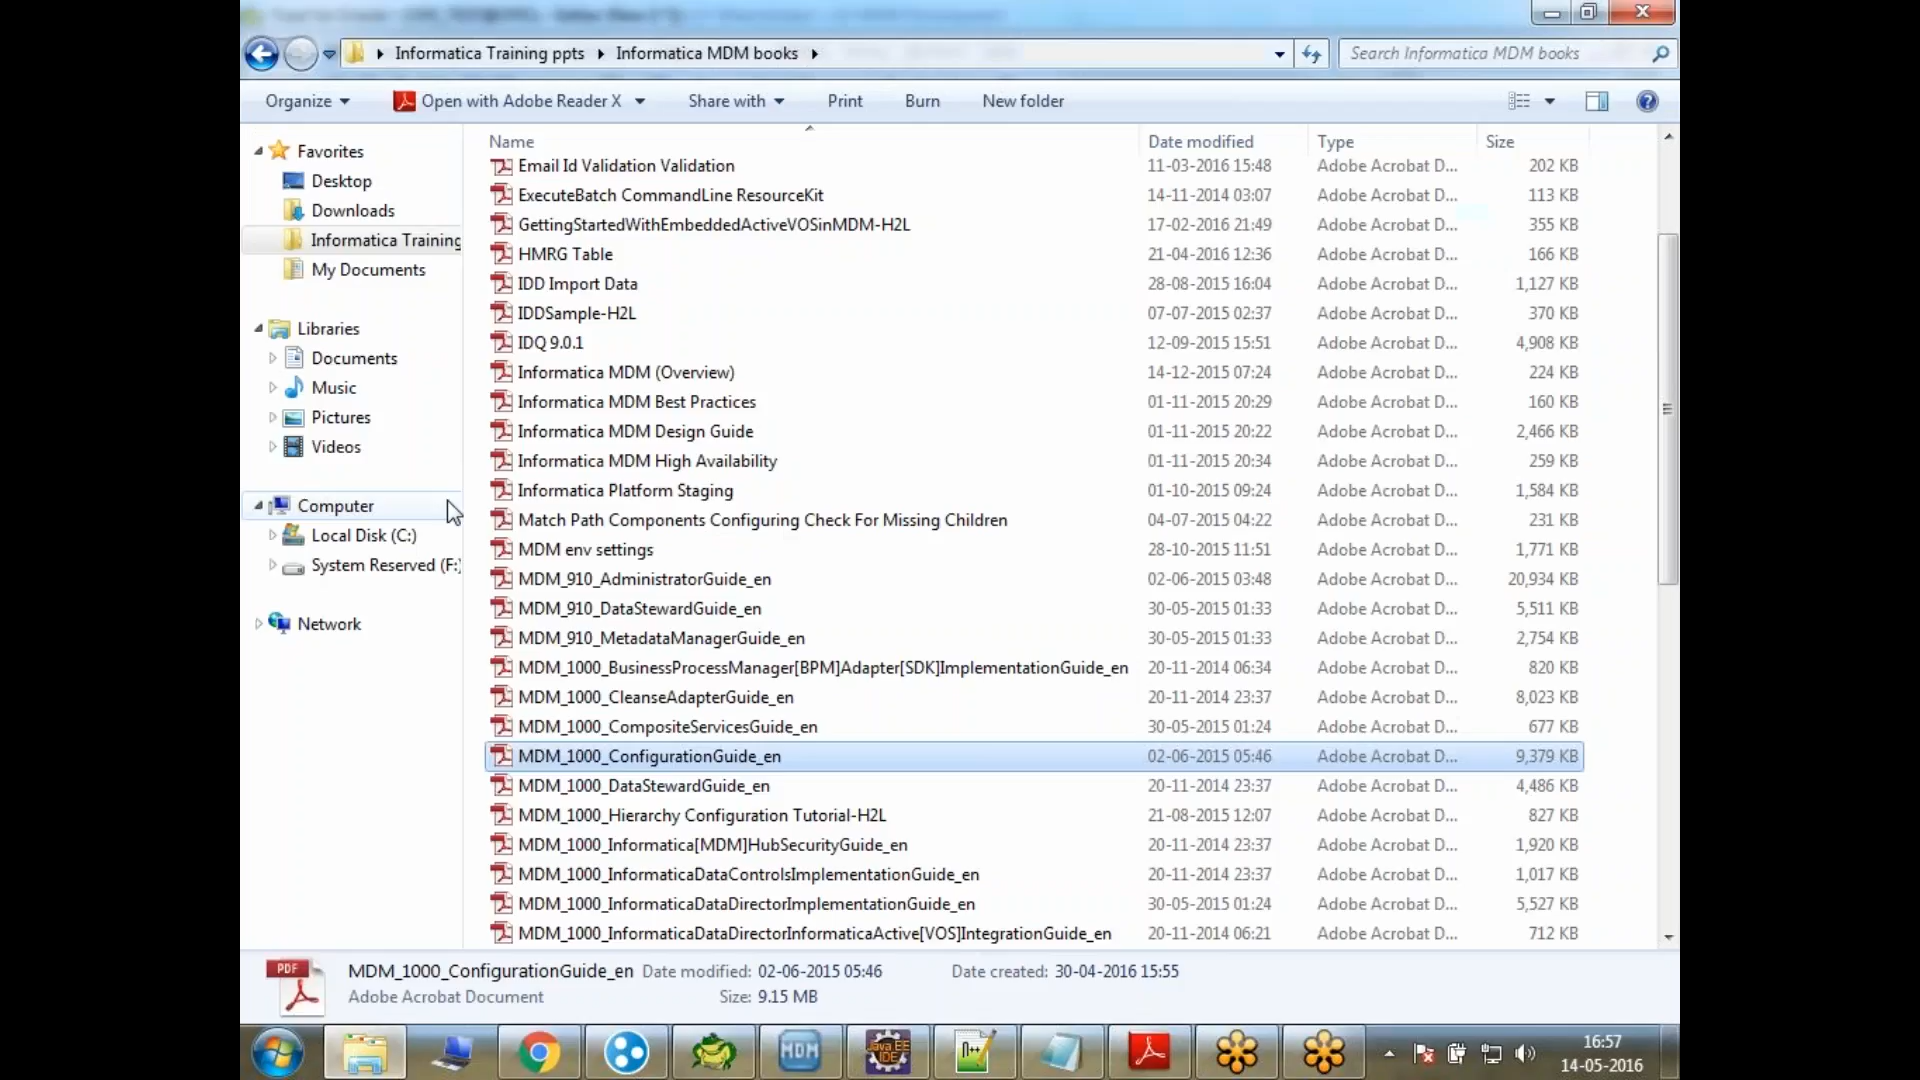 Informatica Training ppts Informatica MDM books Search Informatica MDM books
Organize Open with Adobe Reader X Share with Print Burn New folder
Favorites
Desktop
Downloads
Informatica Training
My Documents
Libraries
Documents
Music
Pictures
Videos
Computer
Local Disk (C:)
System Reserved (F:)
Network
Name Date modified Type Size
Email Id Validation Validation 11-03-2016 15:48 Adobe Acrobat D... 202 KB
ExecuteBatch CommandLine ResourceKit 14-11-2014 03:07 Adobe Acrobat D... 113 KB
GettingStartedWithEmbeddedActiveVOSinMDM-H2L 17-02-2016 21:49 Adobe Acrobat D... 355 KB
HMRG Table 21-04-2016 12:36 Adobe Acrobat D... 166 KB
IDD Import Data 28-08-2015 16:04 Adobe Acrobat D... 1,127 KB
IDDSample-H2L 07-07-2015 02:37 Adobe Acrobat D... 370 KB
IDQ 9.0.1 12-09-2015 15:51 Adobe Acrobat D... 4,908 KB
Informatica MDM (Overview) 14-12-2015 07:24 Adobe Acrobat D... 224 KB
Informatica MDM Best Practices 01-11-2015 20:29 Adobe Acrobat D... 160 KB
Informatica MDM Design Guide 01-11-2015 20:22 Adobe Acrobat D... 2,466 KB
Informatica MDM High Availability 01-11-2015 20:34 Adobe Acrobat D... 259 KB
Informatica Platform Staging 01-10-2015 09:24 Adobe Acrobat D... 1,584 KB
Match Path Components Configuring Check For Missing Children 04-07-2015 04:22 Adobe Acrobat D... 231 KB
MDM env settings 28-10-2015 11:51 Adobe Acrobat D... 1,771 KB
MDM_910_AdministratorGuide_en 02-06-2015 03:48 Adobe Acrobat D... 20,934 KB
MDM_910_DataStewardGuide_en 30-05-2015 01:33 Adobe Acrobat D... 5,511 KB
MDM_910_MetadataManagerGuide_en 30-05-2015 01:33 Adobe Acrobat D... 2,754 KB
MDM_1000_BusinessProcessManager[BPM]Adapter[SDK]ImplementationGuide_en 20-11-2014 06:34 Adobe Acrobat D... 820 KB
MDM_1000_CleanseAdapterGuide_en 20-11-2014 23:37 Adobe Acrobat D... 8,023 KB
MDM_1000_CompositeServicesGuide_en 30-05-2015 01:24 Adobe Acrobat D... 677 KB
MDM_1000_ConfigurationGuide_en 02-06-2015 05:46 Adobe Acrobat D... 9,379 KB
MDM_1000_DataStewardGuide_en 20-11-2014 23:37 Adobe Acrobat D... 4,486 KB
MDM_1000_Hierarchy Configuration Tutorial-H2L 21-08-2015 12:07 Adobe Acrobat D... 827 KB
MDM_1000_Informatica[MDM]HubSecurityGuide_en 20-11-2014 23:37 Adobe Acrobat D... 1,920 KB
MDM_1000_InformaticaDataControlsImplementationGuide_en 20-11-2014 23:37 Adobe Acrobat D... 1,017 KB
MDM_1000_InformaticaDataDirectorImplementationGuide_en 30-05-2015 01:24 Adobe Acrobat D... 5,527 KB
MDM_1000_InformaticaDataDirectorInformaticaActive[VOS]IntegrationGuide_en 20-11-2014 06:21 Adobe Acrobat D... 712 KB
PDF
MDM_1000_ConfigurationGuide_en Date modified: 02-06-2015 05:46 Date created: 30-04-2016 15:55
Adobe Acrobat Document Size: 9.15 MB
MDM
Java EE
IDE
n++
16:57
14-05-2016